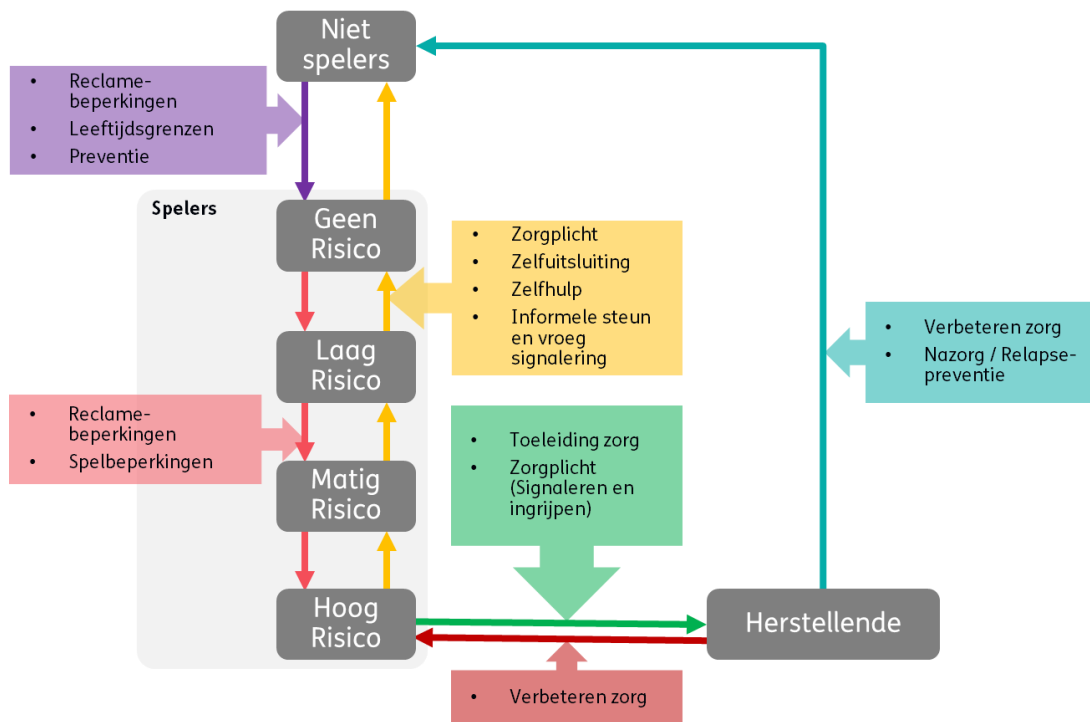 Niet
spelers
• Reclame-
beperkingen
• Leeftijdsgrenzen
• Preventie
Spelers
Geen
Risico
• Zorgplicht
• Zelfuitsluiting
• Zelfhulp
• Informele steun
en vroeg
signalering
Laag
Risico
• Verbeteren zorg
• Nazorg / Relapse-
preventie
• Reclame-
beperkingen
• Spelbeperkingen
• Toeleiding zorg
• Zorgplicht
(Signaleren en
ingrijpen)
Matig
Risico
Hoog
Risico
Herstellende
• Verbeteren zorg